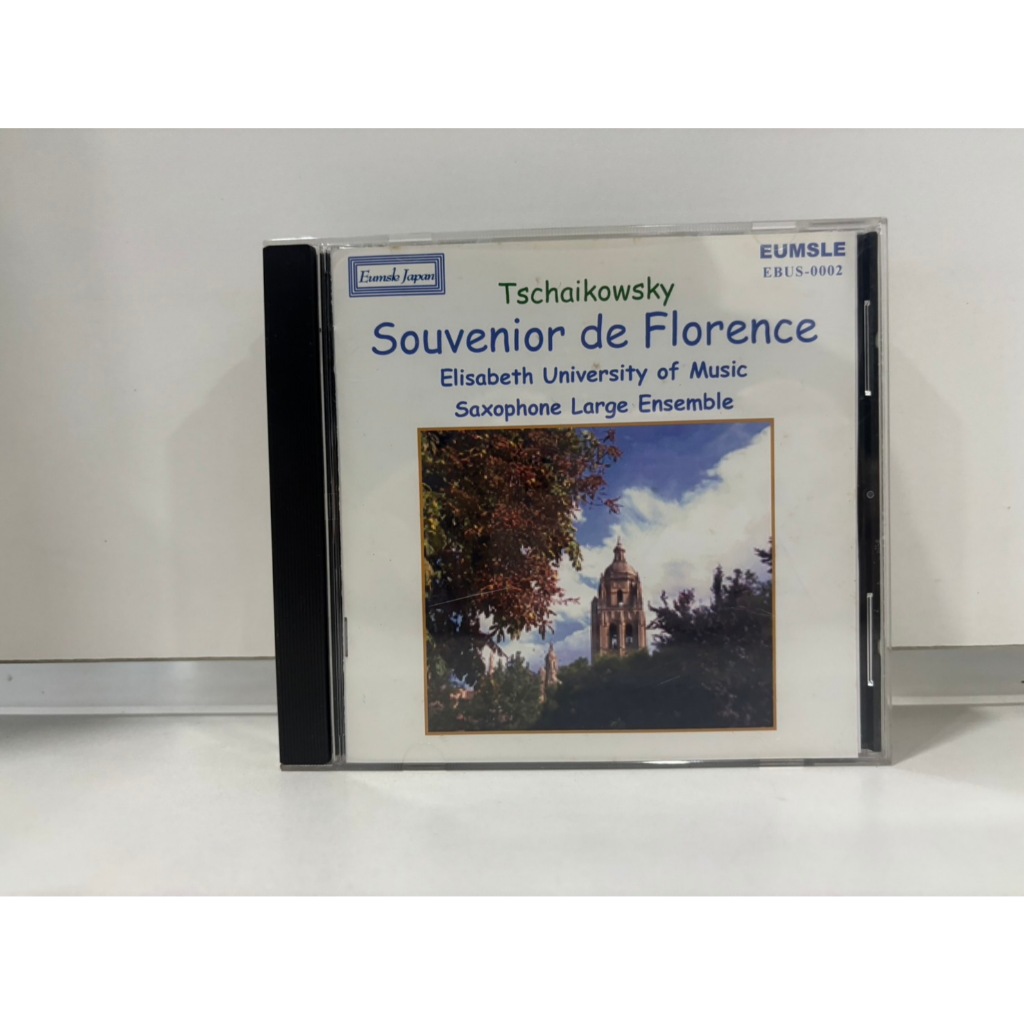 Eumsle Japan
EUMSLE
EBUS-0002
Tschaikowsky
Souvenior de Florence
Elisabeth University of Music
Saxophone Large Ensemble